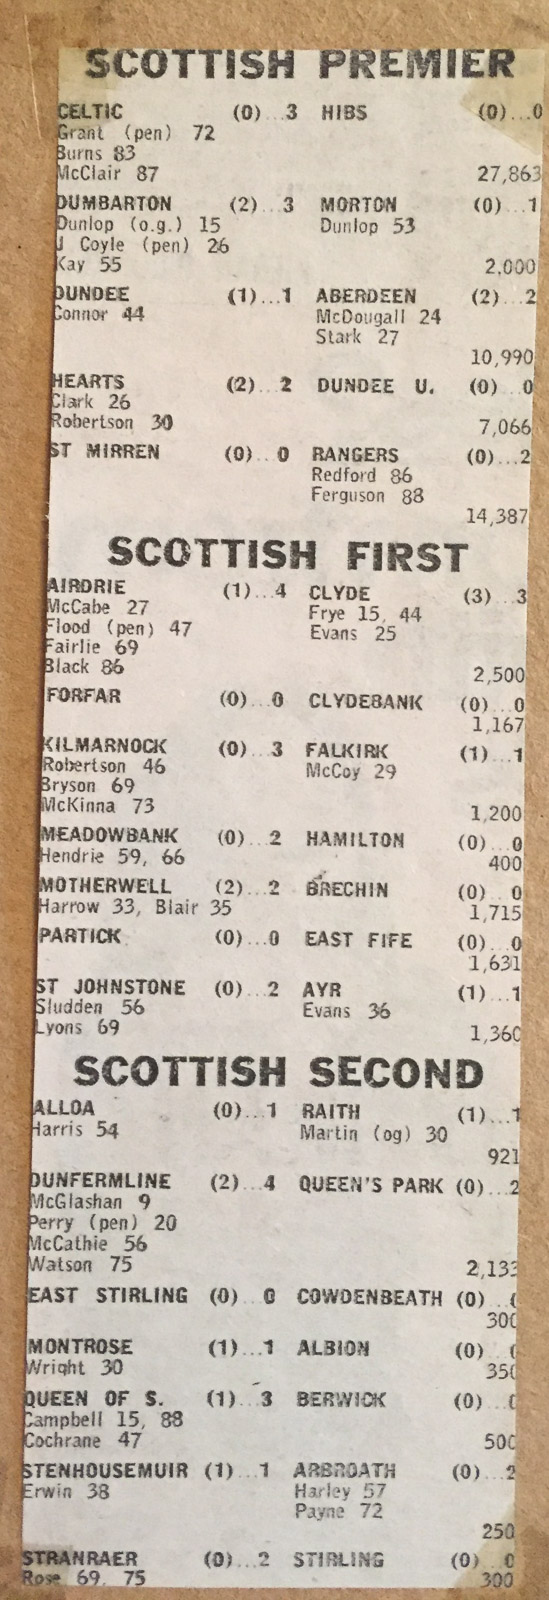 SCOTTISH PREMIER
CELTIC (0)...3 HIBS (0)...0
Grant (pen) 72
Burns 83
McClair 87 27,863
DUMBARTON (2)...3 MORTON (0)...1
Dunlop (o.g.) 15 Dunlop 53
J Coyle (pen) 26
Kay 55 2,000
DUNDEE (1)...1 ABERDEEN (2)...2
Connor 44 McDougall 24
Stark 27
10,990
HEARTS (2)...2 DUNDEE U. (0)...0
Clark 26
Robertson 30 7,066
ST MIRREN (0)...0 RANGERS (0)...2
Redford 86
Ferguson 88
14,387
SCOTTISH FIRST
AIRDRIE (1)...4 CLYDE (3)...3
McCabe 27 Frye 15, 44
Flood (pen) 47 Evans 25
Fairlie 69
Black 86 2,500
FORFAR (0)...0 CLYDEBANK (0)...0
1,167
KILMARNOCK (0)...3 FALKIRK (1)...1
Robertson 46 McCoy 29
Bryson 69
McKinna 73 1,200
MEADOWBANK (0)...2 HAMILTON (0)...0
Hendrie 59, 66 400
MOTHERWELL (2)...2 BRECHIN (0)...0
Harrow 33, Blair 35 1,715
PARTICK (0)...0 EAST FIFE (0)...0
1,631
ST JOHNSTONE (0)...2 AYR (1)...1
Sludden 56 Evans 36
Lyons 69 1,360
SCOTTISH SECOND
ALLOA (0)...1 RAITH (1)...1
Harris 54 Martin (og) 30
921
DUNFERMLINE (2)...4 QUEEN'S PARK (0)...2
McGlashan 9
Perry (pen) 20
McCathie 56
Watson 75 2,133
EAST STIRLING (0)...0 COWDENBEATH (0)...
300
MONTROSE (1)...1 ALBION (0)
Wright 30 350
QUEEN OF S. (1)...3 BERWICK (0)...
Campbell 15, 88
Cochrane 47 500
STENHOUSEMUIR (1)...1 ARBROATH (0)...2
Erwin 38 Harley 57
Payne 72
250
STRANRAER (0)...2 STIRLING (0)...0
Rose 69, 75 300